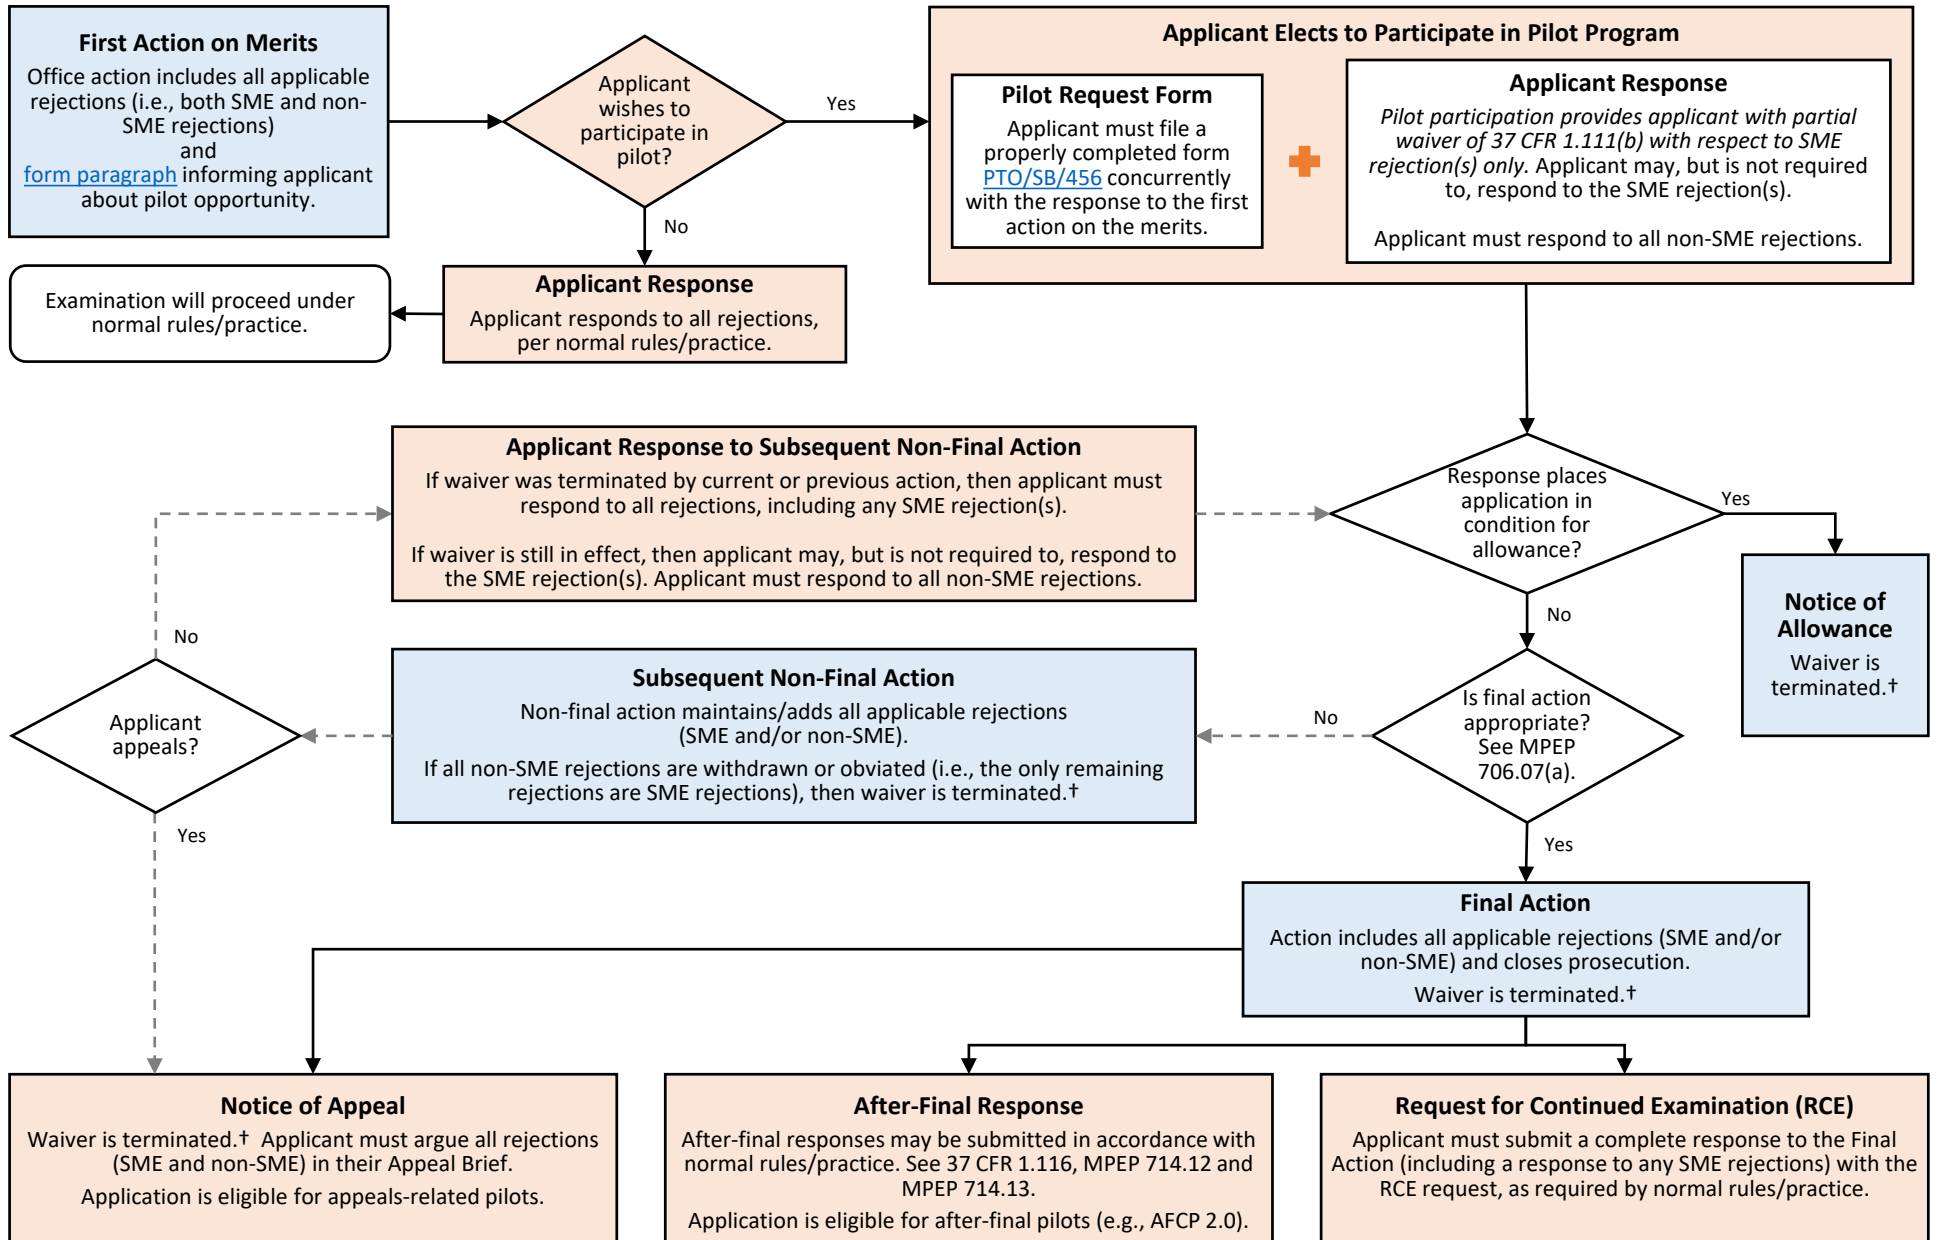 First Action on Merits
Office action includes all applicable
rejections (i.e., both SME and non-
SME rejections)
and
form paragraph informing applicant
about pilot opportunity.
Applicant
wishes to
participate in
pilot?
Yes
No
Applicant Elects to Participate in Pilot Program
Pilot Request Form
Applicant must file a
properly completed form
PTO/SB/456 concurrently
with the response to the first
action on the merits.
Applicant Response
Pilot participation provides applicant with partial
waiver of 37 CFR 1.111(b) with respect to SME
rejection(s) only. Applicant may, but is not required
to, respond to the SME rejection(s).
Applicant must respond to all non-SME rejections.
Examination will proceed under
normal rules/practice.
Applicant Response
Applicant responds to all rejections,
per normal rules/practice.
Applicant Response to Subsequent Non-Final Action
If waiver was terminated by current or previous action, then applicant must
respond to all rejections, including any SME rejection(s).
If waiver is still in effect, then applicant may, but is not required to, respond to
the SME rejection(s). Applicant must respond to all non-SME rejections.
Response places
application in
condition for
allowance?
Yes
No
Notice of
Allowance
Waiver is
terminated.†
No
Applicant
appeals?
Yes
Subsequent Non-Final Action
Non-final action maintains/adds all applicable rejections
(SME and/or non-SME).
If all non-SME rejections are withdrawn or obviated (i.e., the only remaining
rejections are SME rejections), then waiver is terminated.†
No
Is final action
appropriate?
See MPEP
706.07(a).
Yes
Final Action
Action includes all applicable rejections (SME and/or
non-SME) and closes prosecution.
Waiver is terminated.†
Notice of Appeal
Waiver is terminated.† Applicant must argue all rejections
(SME and non-SME) in their Appeal Brief.
Application is eligible for appeals-related pilots.
After-Final Response
After-final responses may be submitted in accordance with
normal rules/practice. See 37 CFR 1.116, MPEP 714.12 and
MPEP 714.13.
Application is eligible for after-final pilots (e.g., AFCP 2.0).
Request for Continued Examination (RCE)
Applicant must submit a complete response to the Final
Action (including a response to any SME rejections) with the
RCE request, as required by normal rules/practice.